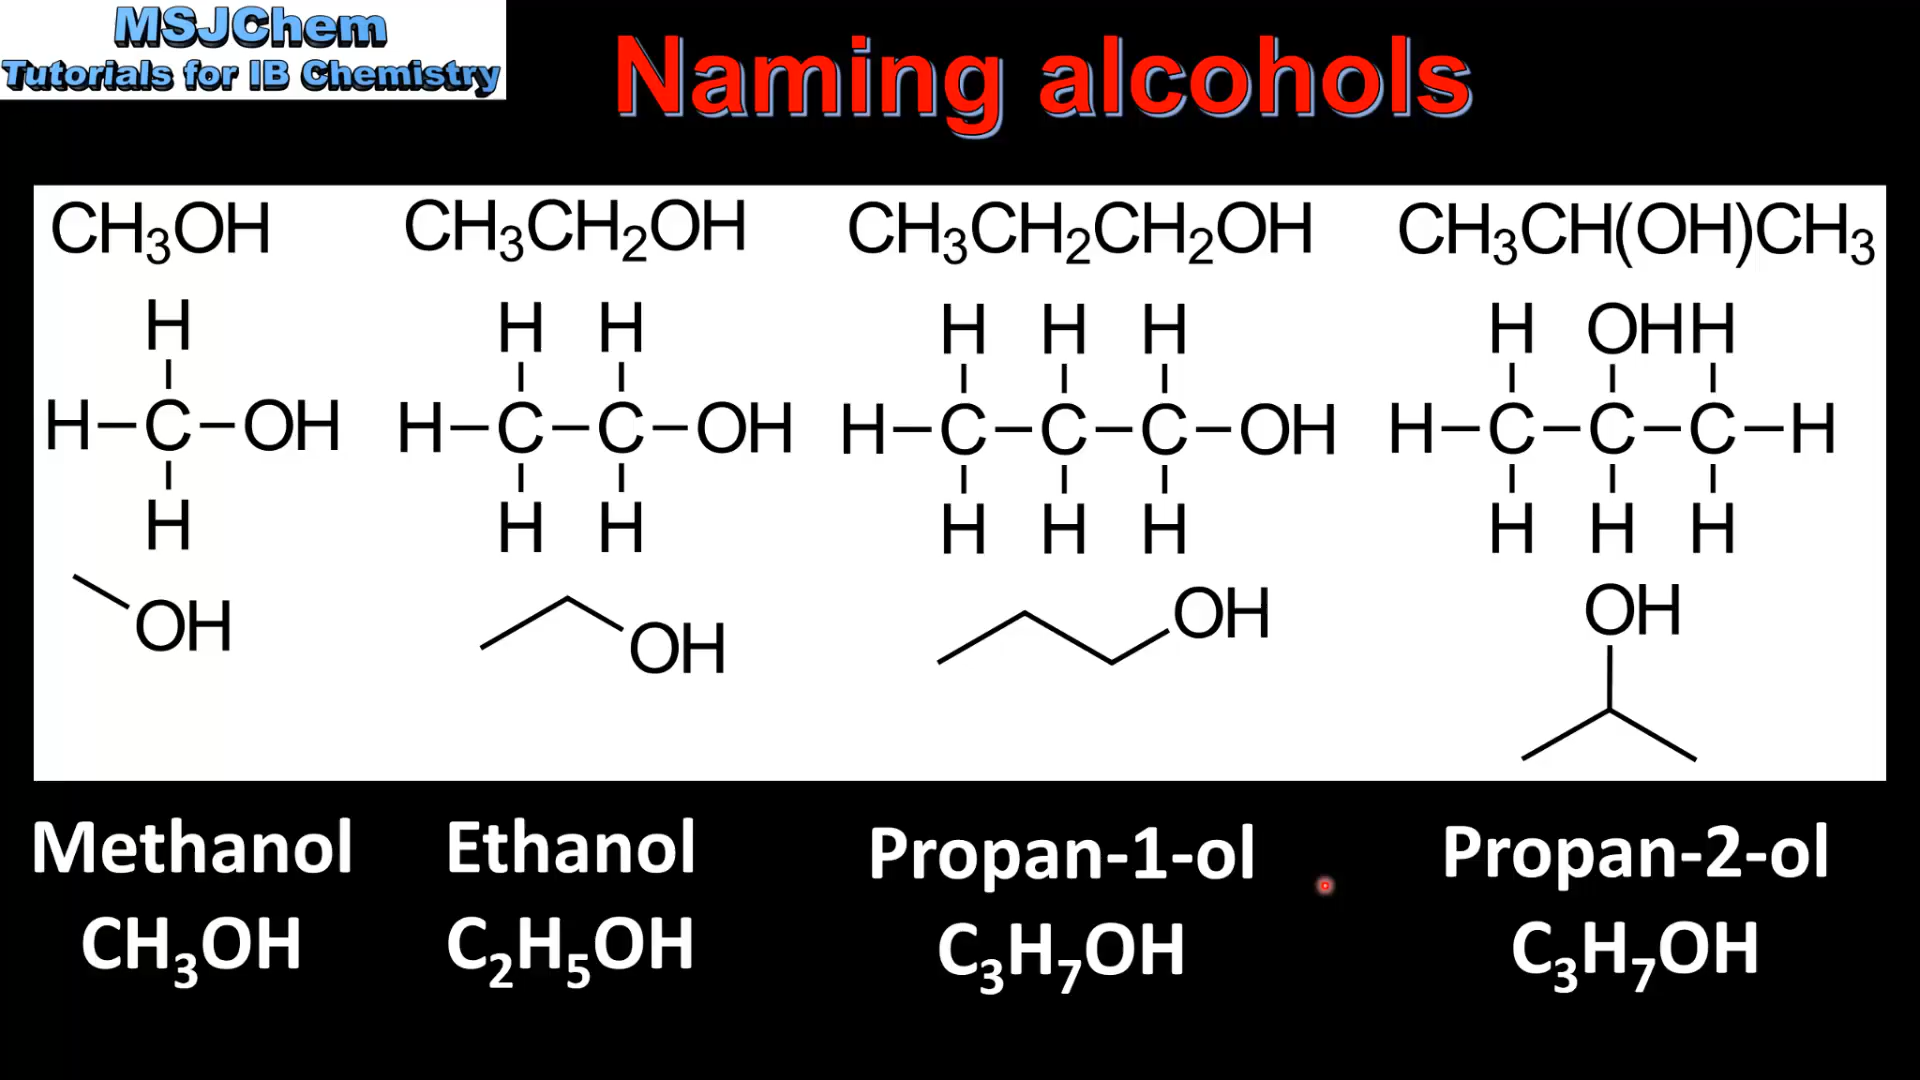 MSJChem
Tutorials for IB Chemistry
Naming alcohols
CH₃OH CH₃CH₂OH CH₃CH₂CH₂OH CH₃CH(OH)CH₃
H H H H H H H OH H
H–C–OH H–C–C–OH H–C–C–C–OH H–C–C–C–H
H H H H H H H H H
OH OH OH OH
Methanol Ethanol Propan-1-ol Propan-2-ol
CH₃OH C₂H₅OH C₃H₇OH C₃H₇OH